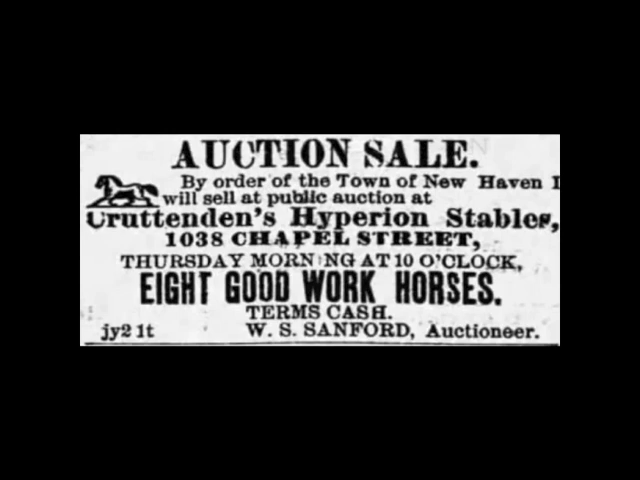 AUCTION SALE.
By order of the Town of New Haven I
will sell at public auction at
Cruttenden's Hyperion Stables,
1038 CHAPEL STREET,
THURSDAY MORNING AT 10 O'CLOCK,
EIGHT GOOD WORK HORSES.
TERMS CASH.
jy2 1t W. S. SANFORD, Auctioneer.